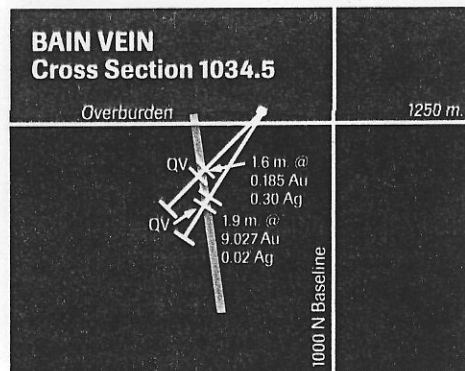 BAIN VEIN
Cross Section 1034.5
Overburden
1250 m.
QV
1.6 m. @
0.185 Au
0.30 Ag
QV
1.9 m. @
9.027 Au
0.02 Ag
1000 N Baseline